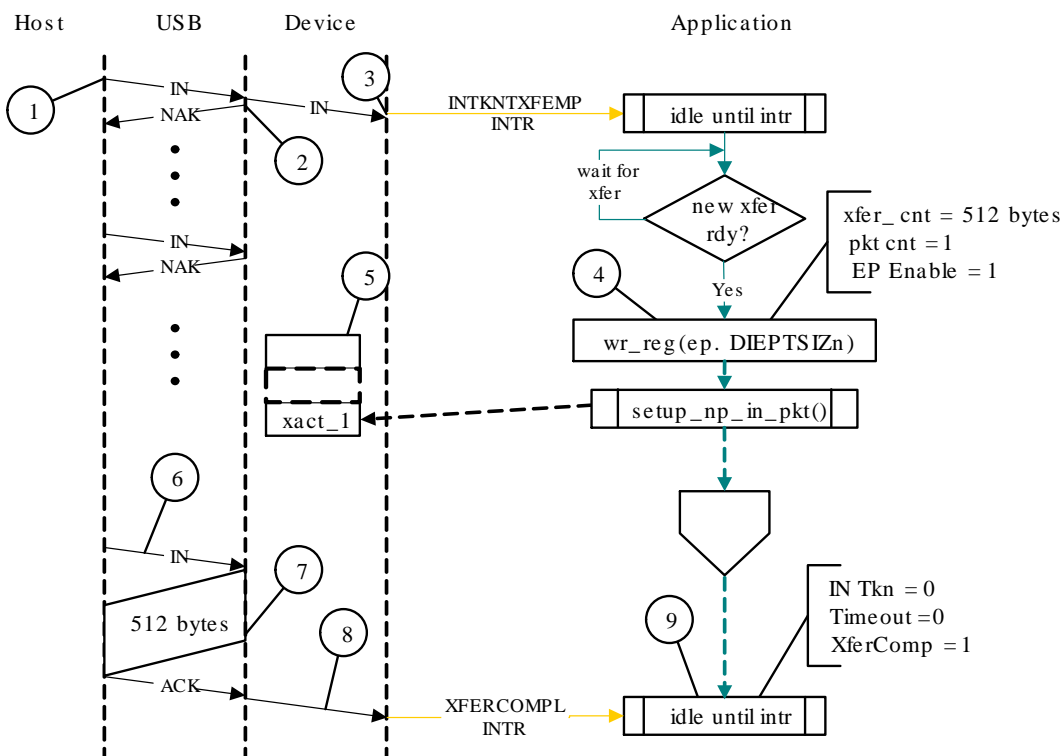 Host USB Device Application
1
IN
NAK
2
IN
3
INTKNTXFEMP
INTR
idle until intr
wait for
xfer
new xfer
rdy?
xfer_ cnt = 512 bytes
pkt cnt = 1
EP Enable = 1
IN
NAK
Yes
4
5
wr_reg(ep. DIEPTSIZn)
xact_1
setup_np_in_pkt()
6
IN
7
512 bytes
8
ACK
XFERCOMPL
INTR
9
IN Tkn = 0
Timeout =0
XferComp = 1
idle until intr